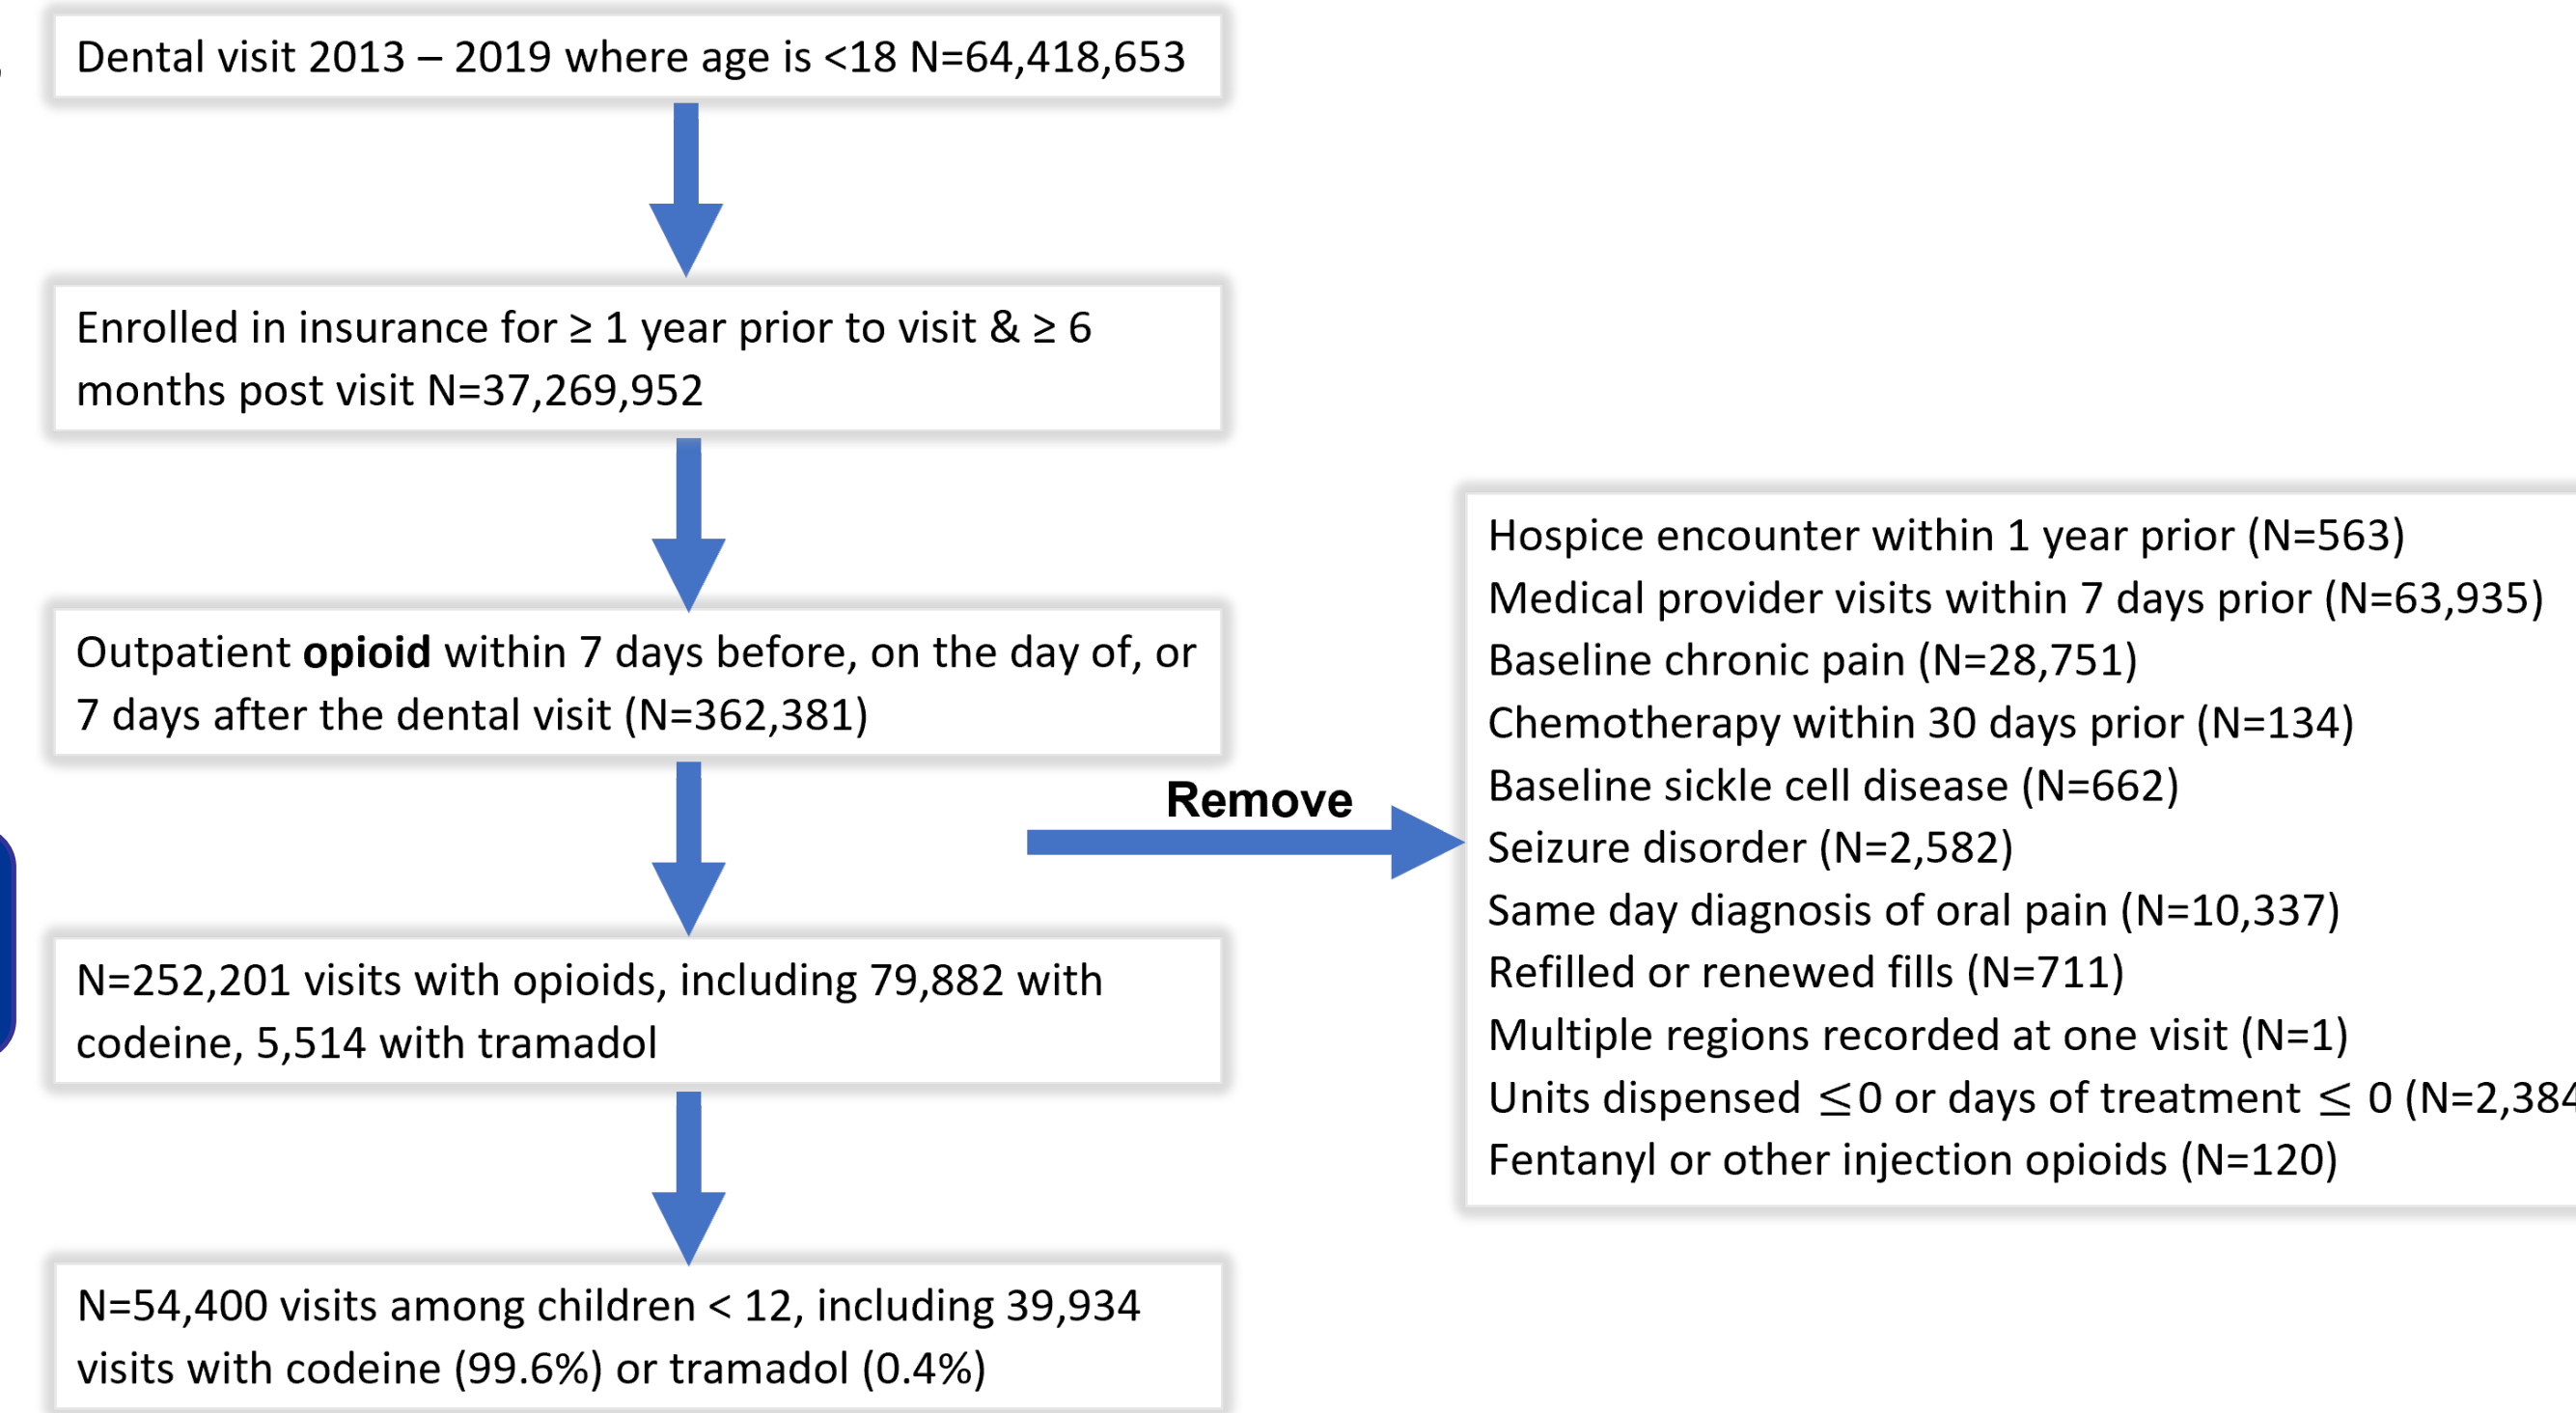 Dental visit 2013 – 2019 where age is <18 N=64,418,653
Enrolled in insurance for ≥ 1 year prior to visit & ≥ 6
months post visit N=37,269,952
Outpatient opioid within 7 days before, on the day of, or
7 days after the dental visit (N=362,381)
Remove
Hospice encounter within 1 year prior (N=563)
Medical provider visits within 7 days prior (N=63,935)
Baseline chronic pain (N=28,751)
Chemotherapy within 30 days prior (N=134)
Baseline sickle cell disease (N=662)
Seizure disorder (N=2,582)
Same day diagnosis of oral pain (N=10,337)
Refilled or renewed fills (N=711)
Multiple regions recorded at one visit (N=1)
Units dispensed ≤0 or days of treatment ≤ 0 (N=2,384
Fentanyl or other injection opioids (N=120)
N=252,201 visits with opioids, including 79,882 with
codeine, 5,514 with tramadol
N=54,400 visits among children < 12, including 39,934
visits with codeine (99.6%) or tramadol (0.4%)